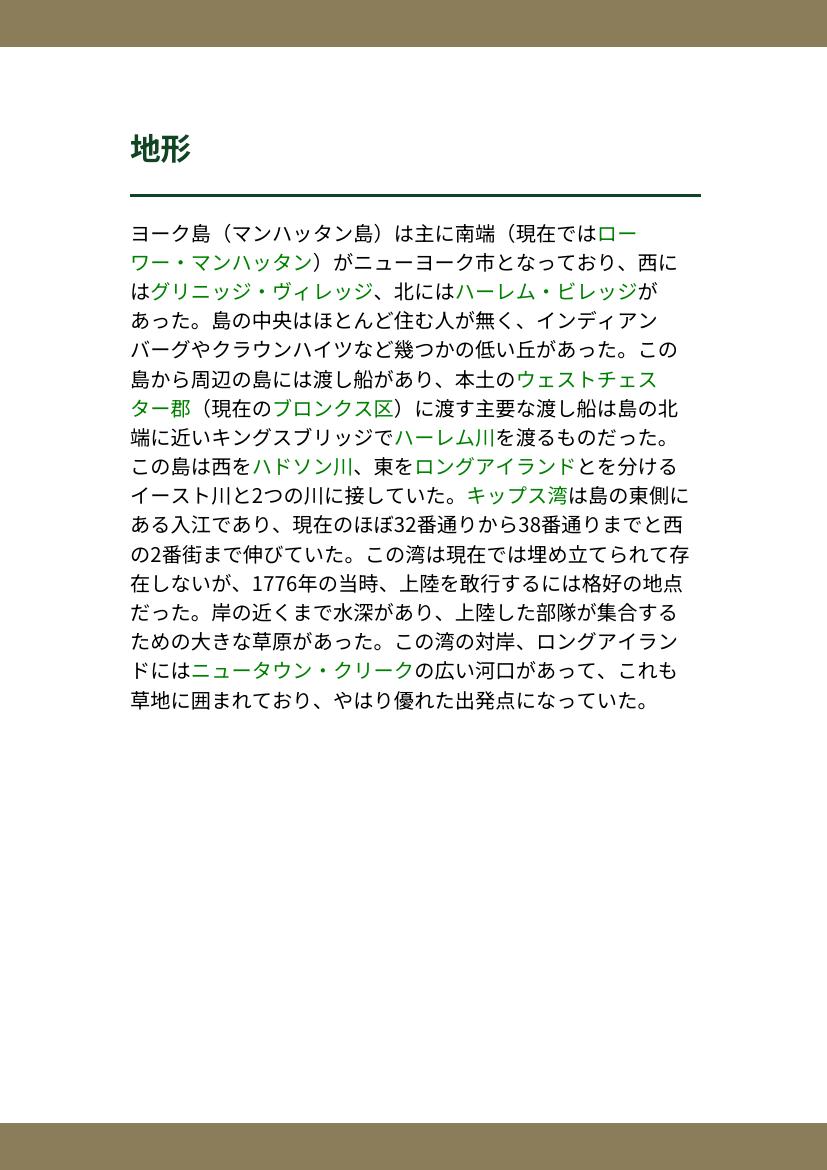 地形
ヨーク島（マンハッタン島）は主に南端（現在ではロー
ワー・マンハッタン）がニューヨーク市となっており、西に
はグリニッジ・ヴィレッジ、北にはハーレム・ビレッジが
あった。島の中央はほとんど住む人が無く、インディアン
バーグやクラウンハイツなど幾つかの低い丘があった。この
島から周辺の島には渡し船があり、本土のウェストチェス
ター郡（現在のブロンクス区）に渡す主要な渡し船は島の北
端に近いキングスブリッジでハーレム川を渡るものだった。
この島は西をハドソン川、東をロングアイランドとを分ける
イースト川と2つの川に接していた。キップス湾は島の東側に
ある入江であり、現在のほぼ32番通りから38番通りまでと西
の2番街まで伸びていた。この湾は現在では埋め立てられて存
在しないが、1776年の当時、上陸を敢行するには格好の地点
だった。岸の近くまで水深があり、上陸した部隊が集合する
ための大きな草原があった。この湾の対岸、ロングアイラン
ドにはニュータウン・クリークの広い河口があって、これも
草地に囲まれており、やはり優れた出発点になっていた。